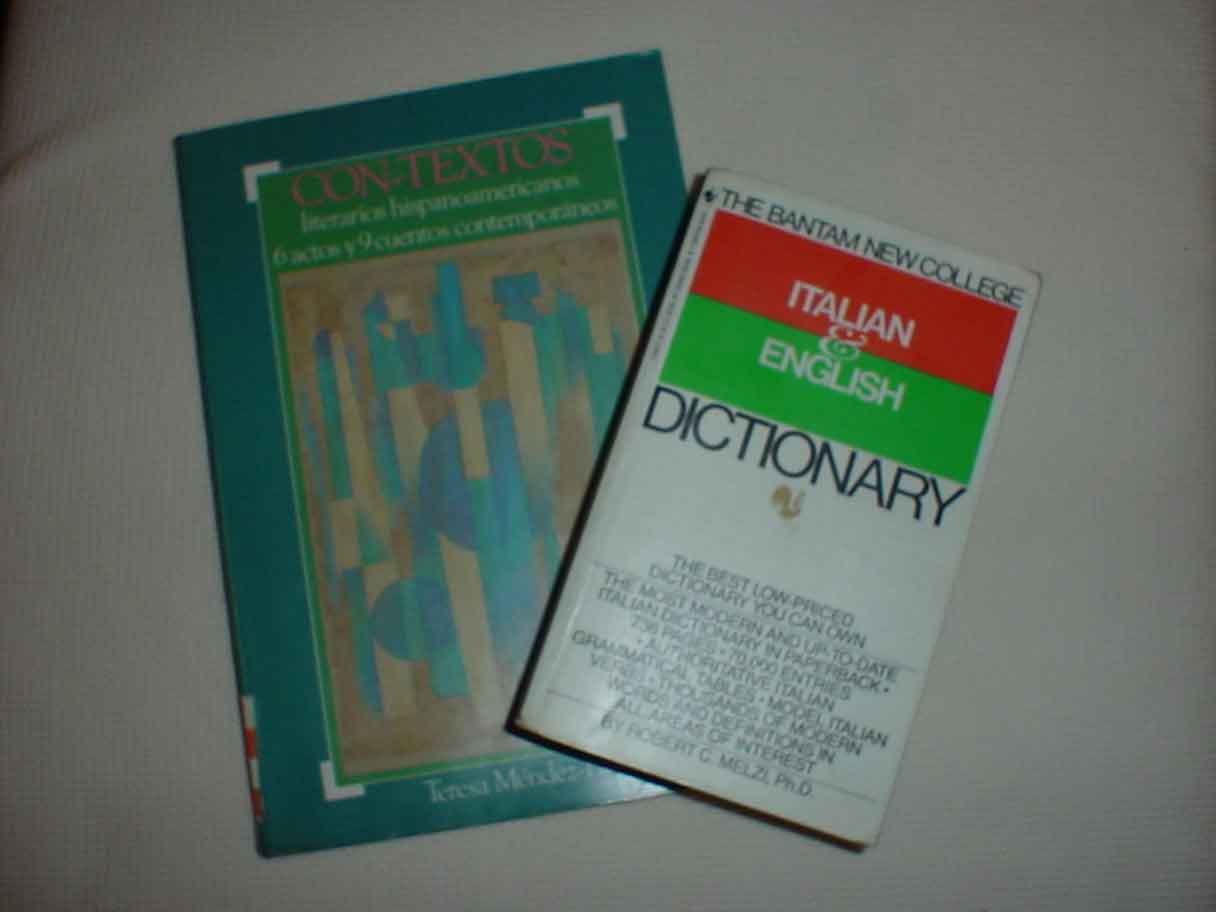 CON-TEXTOS
literarios hispanoamericanos
6 actos y 9 cuentos contemporáneos
Teresa Méndez-
THE BANTAM NEW COLLEGE
ITALIAN
&
ENGLISH
DICTIONARY
THE BEST LOW-PRICED
DICTIONARY YOU CAN OWN
THE MOST MODERN AND UP-TO-DATE
ITALIAN DICTIONARY IN PAPERBACK •
736 PAGES • 70,000 ENTRIES
• AUTHORITATIVE ITALIAN
GRAMMATICAL TABLES • MODEL ITALIAN
VERBS • THOUSANDS OF MODERN
WORDS AND DEFINITIONS IN
ALL AREAS OF INTEREST
BY ROBERT C. MELZI, Ph.D.